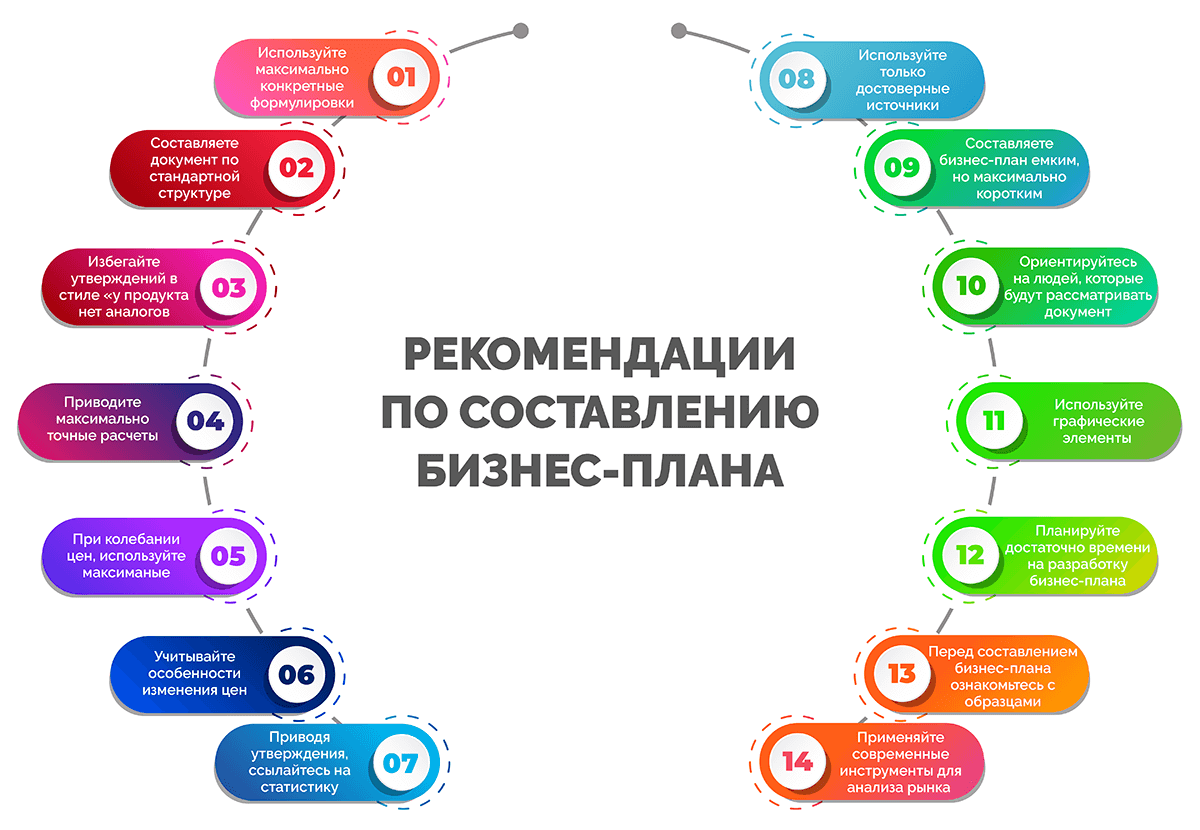 РЕКОМЕНДАЦИИ
ПО СОСТАВЛЕНИЮ
БИЗНЕС-ПЛАНА
Используйте
максимально
конкретные
формулировки
01
Составляете
документ по
стандартной
структуре
02
Избегайте
утверждений в
стиле «у продукта
нет аналогов
03
Приводите
максимально
точные расчеты
04
При колебании
цен, используйте
максиманые
05
Учитывайте
особенности
изменения цен
06
Приводя
утверждения,
ссылайтесь на
статистику
07
08
Используйте
только
достоверные
источники
09
Составляете
бизнес-план емким,
но максимально
коротким
10
Ориентируйтесь
на людей, которые
будут рассматривать
документ
11
Используйте
графические
элементы
12
Планируйте
достаточно времени
на разработку
бизнес-плана
13
Перед составлением
бизнес-плана
ознакомьтесь с
образцами
14
Применяйте
современные
инструменты для
анализа рынка